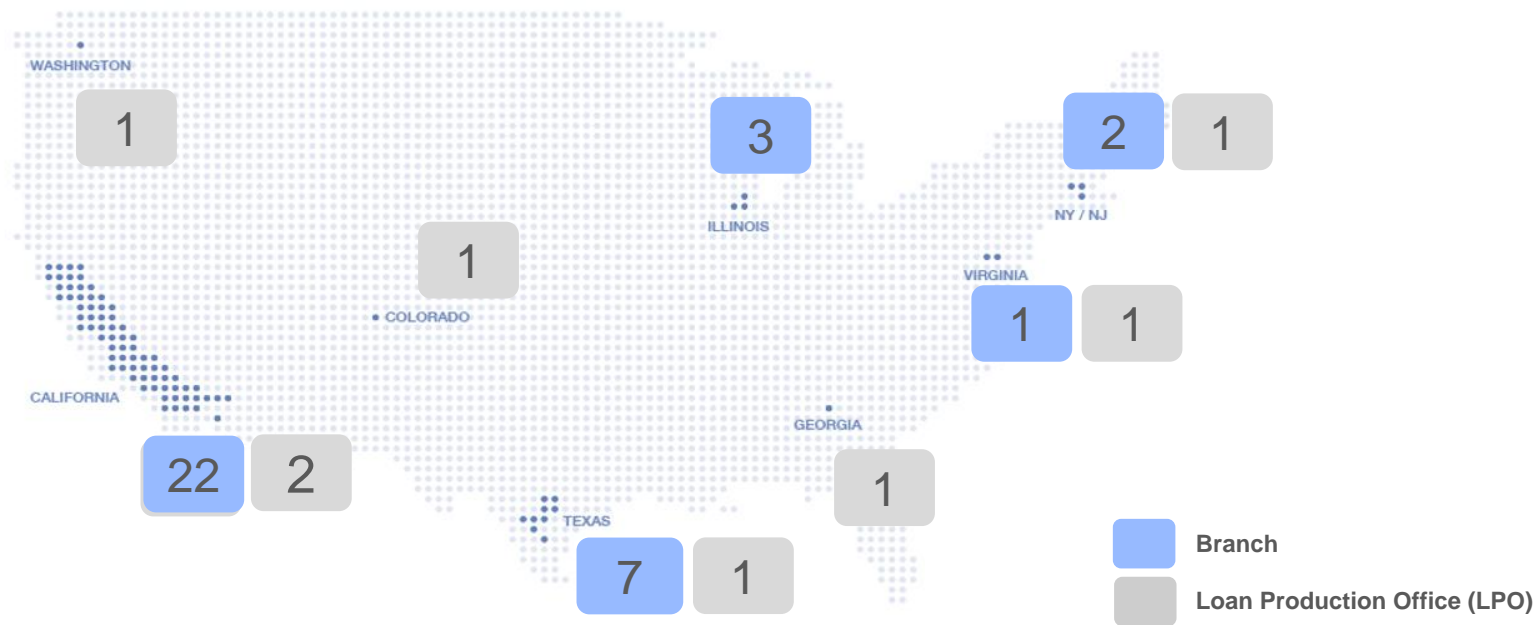 WASHINGTON
1
3
ILLINOIS
2 1
NY / NJ
1
COLORADO
VIRGINIA
1 1
CALIFORNIA
22 2
GEORGIA
1
TEXAS
7 1
Branch
Loan Production Office (LPO)